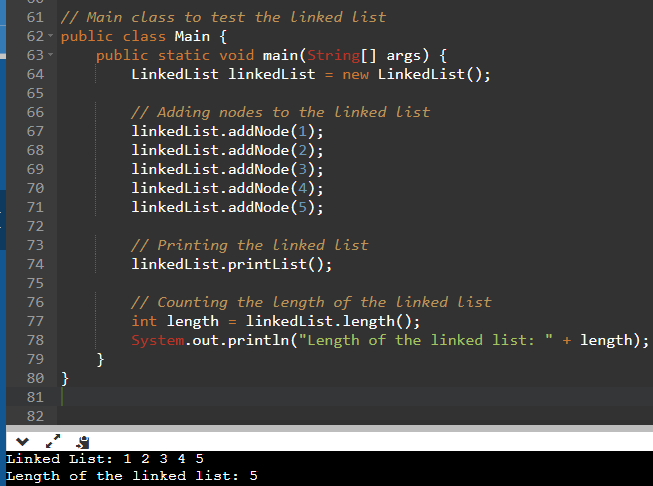 61 // Main class to test the linked list
62 public class Main {
63 public static void main(String[] args) {
64 LinkedList linkedList = new LinkedList();
65
66 // Adding nodes to the linked list
67 linkedList.addNode(1);
68 linkedList.addNode(2);
69 linkedList.addNode(3);
70 linkedList.addNode(4);
71 linkedList.addNode(5);
72
73 // Printing the linked list
74 linkedList.printList();
75
76 // Counting the length of the linked list
77 int length = linkedList.length();
78 System.out.println("Length of the linked list: " + length);
79 }
80 }
81
82
Linked List: 1 2 3 4 5
Length of the linked list: 5